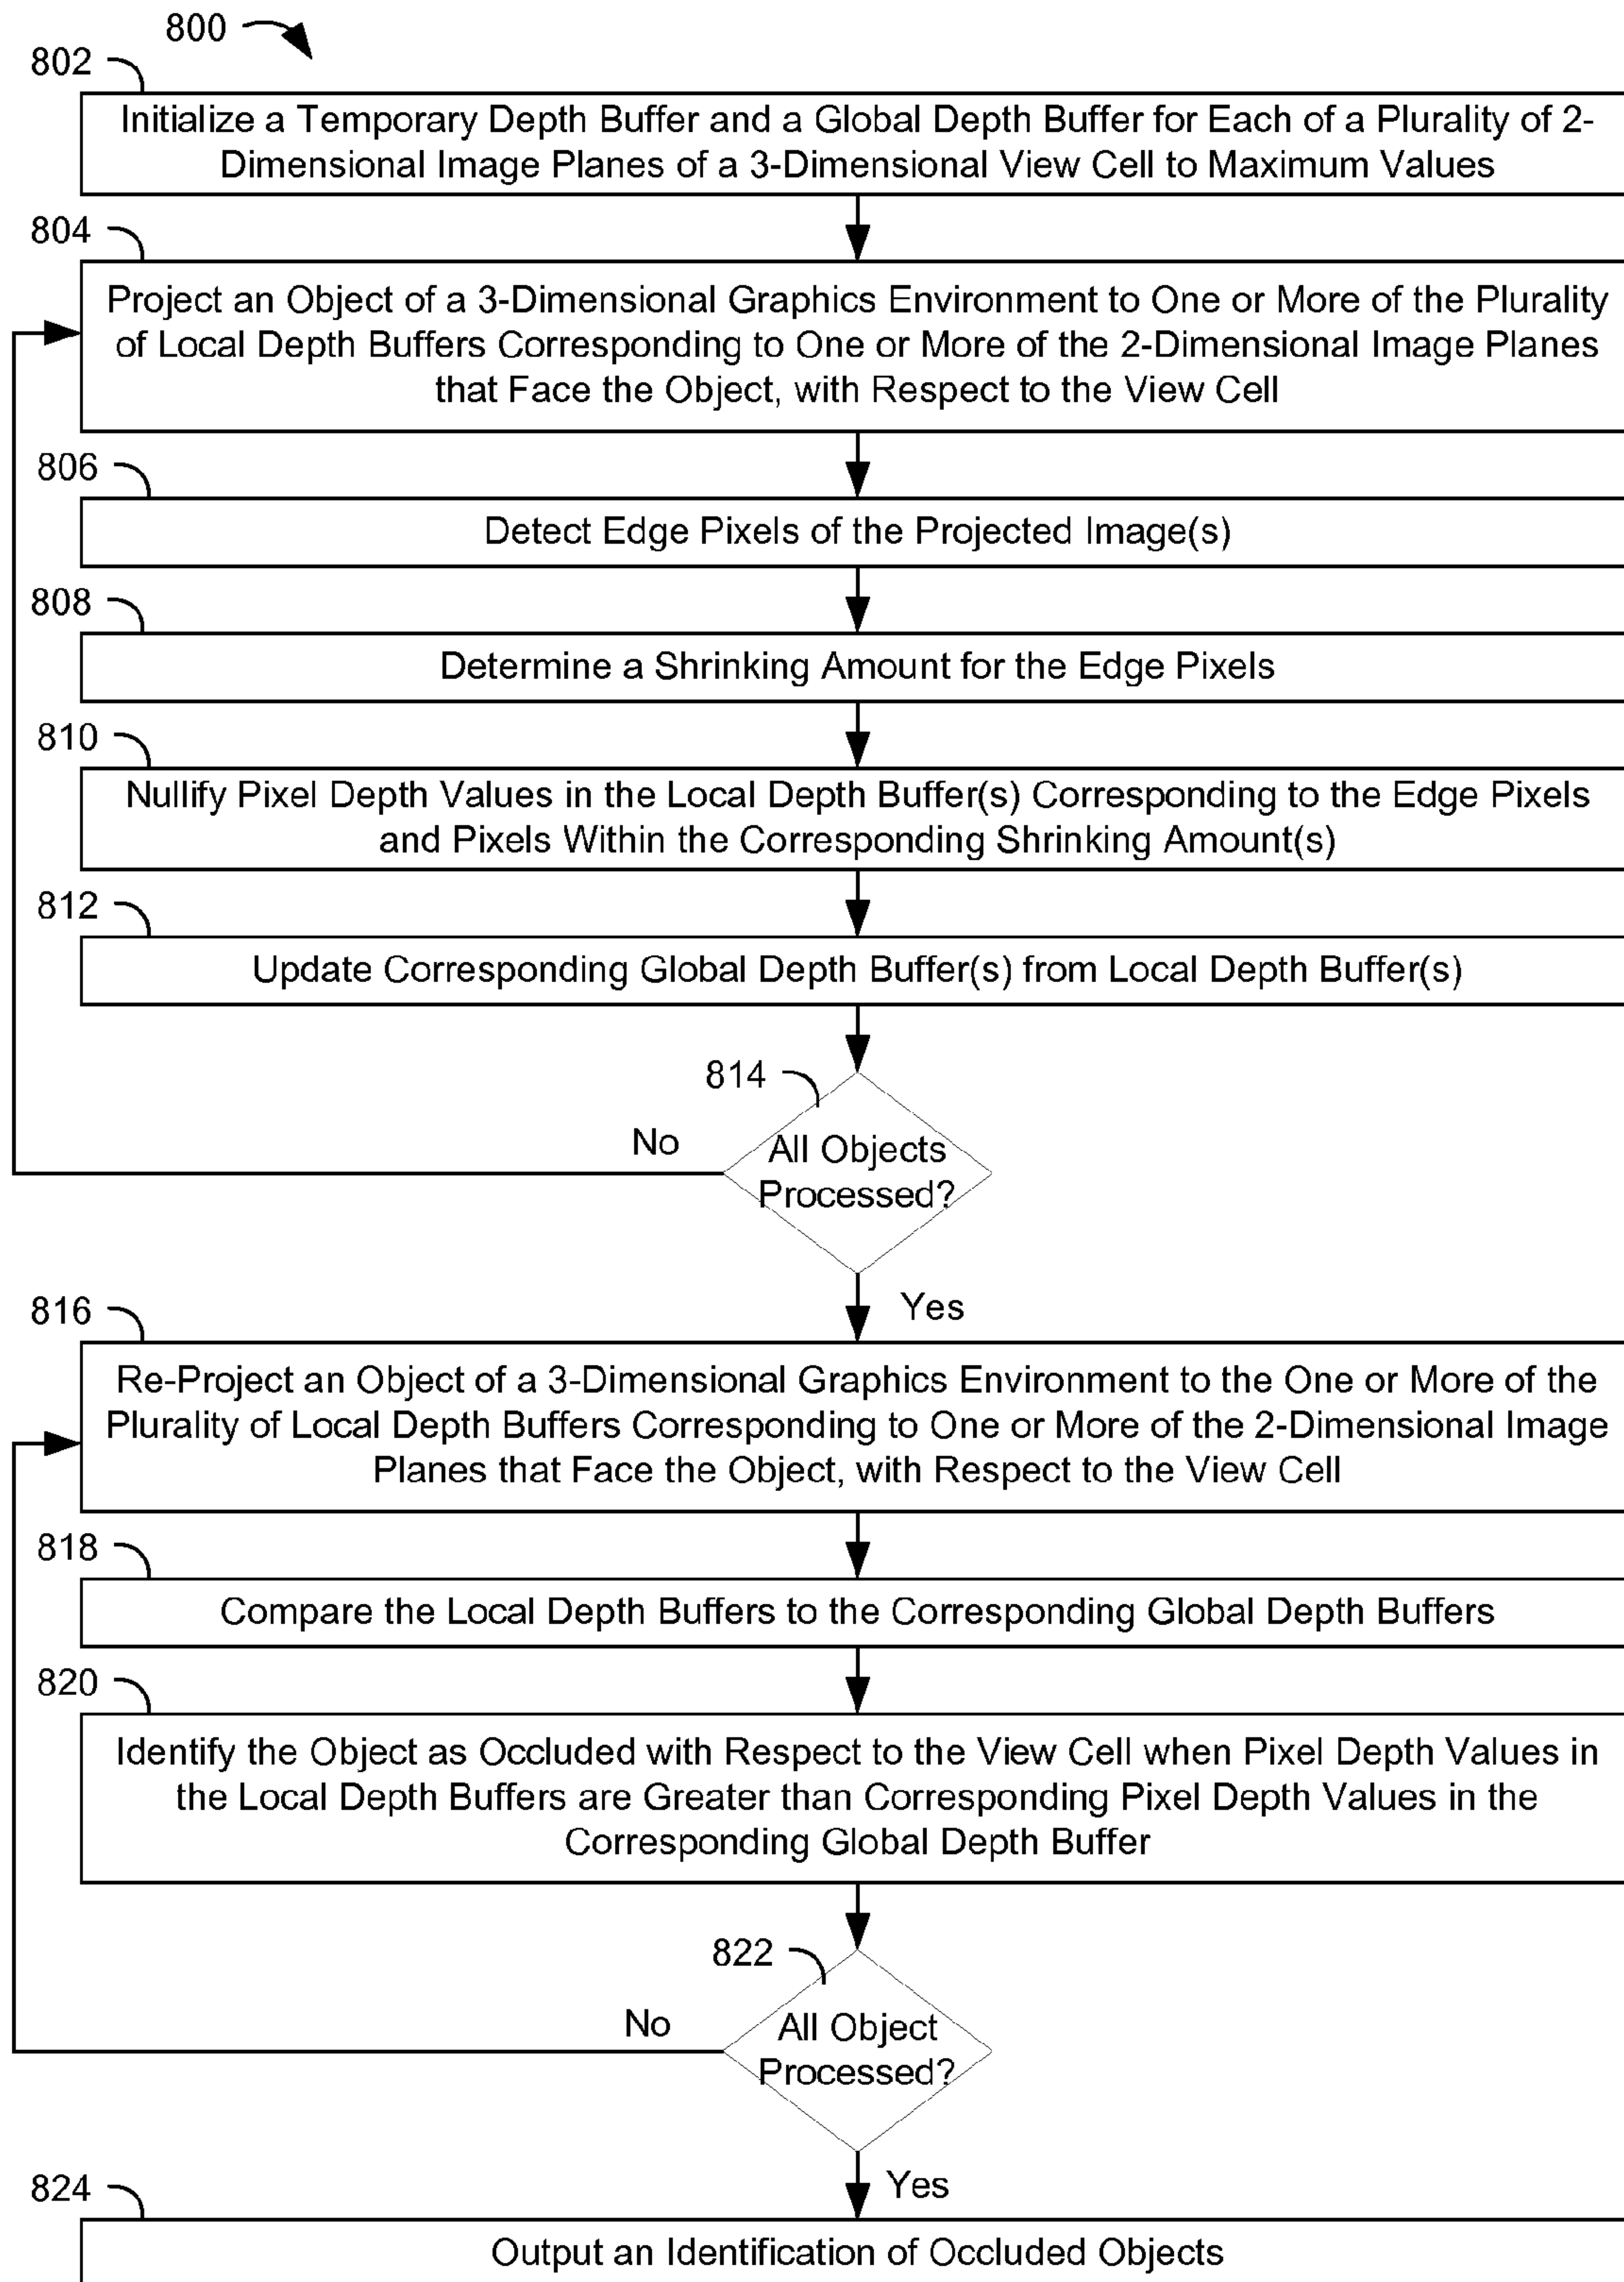 800
802
Initialize a Temporary Depth Buffer and a Global Depth Buffer for Each of a Plurality of 2-
Dimensional Image Planes of a 3-Dimensional View Cell to Maximum Values
804
Project an Object of a 3-Dimensional Graphics Environment to One or More of the Plurality
of Local Depth Buffers Corresponding to One or More of the 2-Dimensional Image Planes
that Face the Object, with Respect to the View Cell
806
Detect Edge Pixels of the Projected Image(s)
808
Determine a Shrinking Amount for the Edge Pixels
810
Nullify Pixel Depth Values in the Local Depth Buffer(s) Corresponding to the Edge Pixels
and Pixels Within the Corresponding Shrinking Amount(s)
812
Update Corresponding Global Depth Buffer(s) from Local Depth Buffer(s)
814
No
All Objects
Processed?
Yes
816
Re-Project an Object of a 3-Dimensional Graphics Environment to the One or More of the
Plurality of Local Depth Buffers Corresponding to One or More of the 2-Dimensional Image
Planes that Face the Object, with Respect to the View Cell
818
Compare the Local Depth Buffers to the Corresponding Global Depth Buffers
820
Identify the Object as Occluded with Respect to the View Cell when Pixel Depth Values in
the Local Depth Buffers are Greater than Corresponding Pixel Depth Values in the
Corresponding Global Depth Buffer
822
No
All Object
Processed?
Yes
824
Output an Identification of Occluded Objects